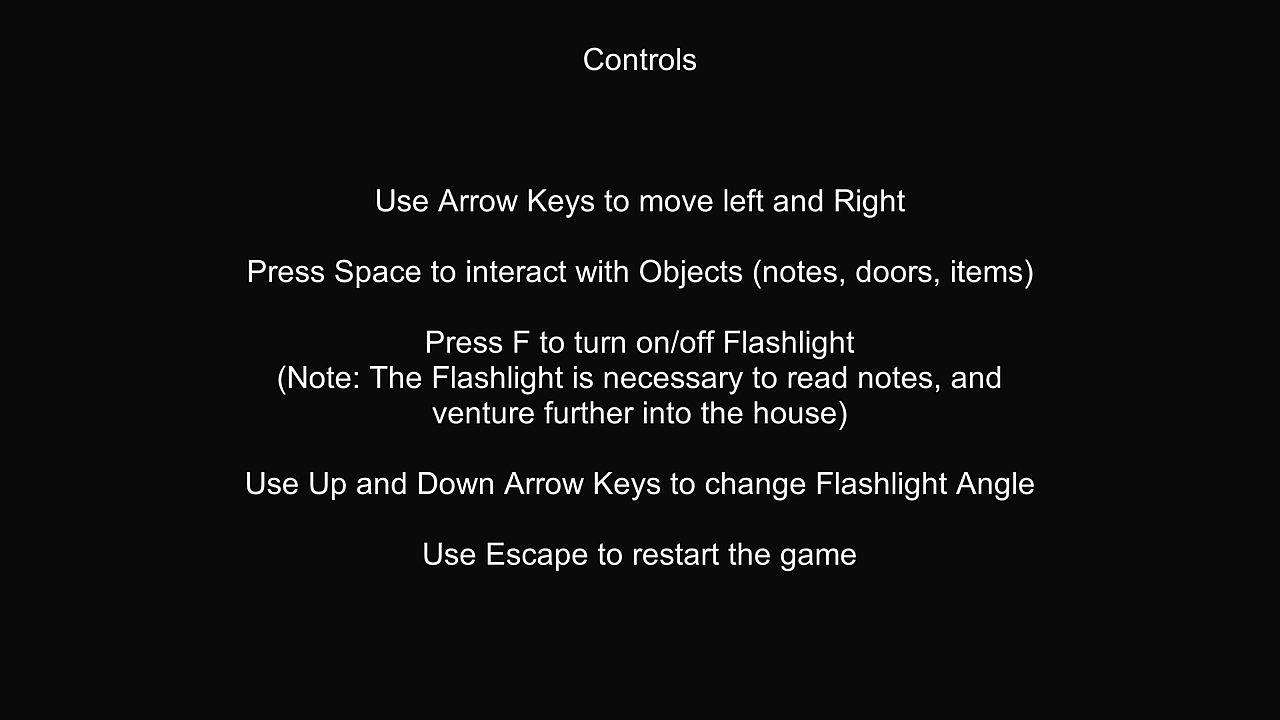 Controls
Use Arrow Keys to move left and Right
Press Space to interact with Objects (notes, doors, items)
Press F to turn on/off Flashlight
(Note: The Flashlight is necessary to read notes, and
venture further into the house)
Use Up and Down Arrow Keys to change Flashlight Angle
Use Escape to restart the game